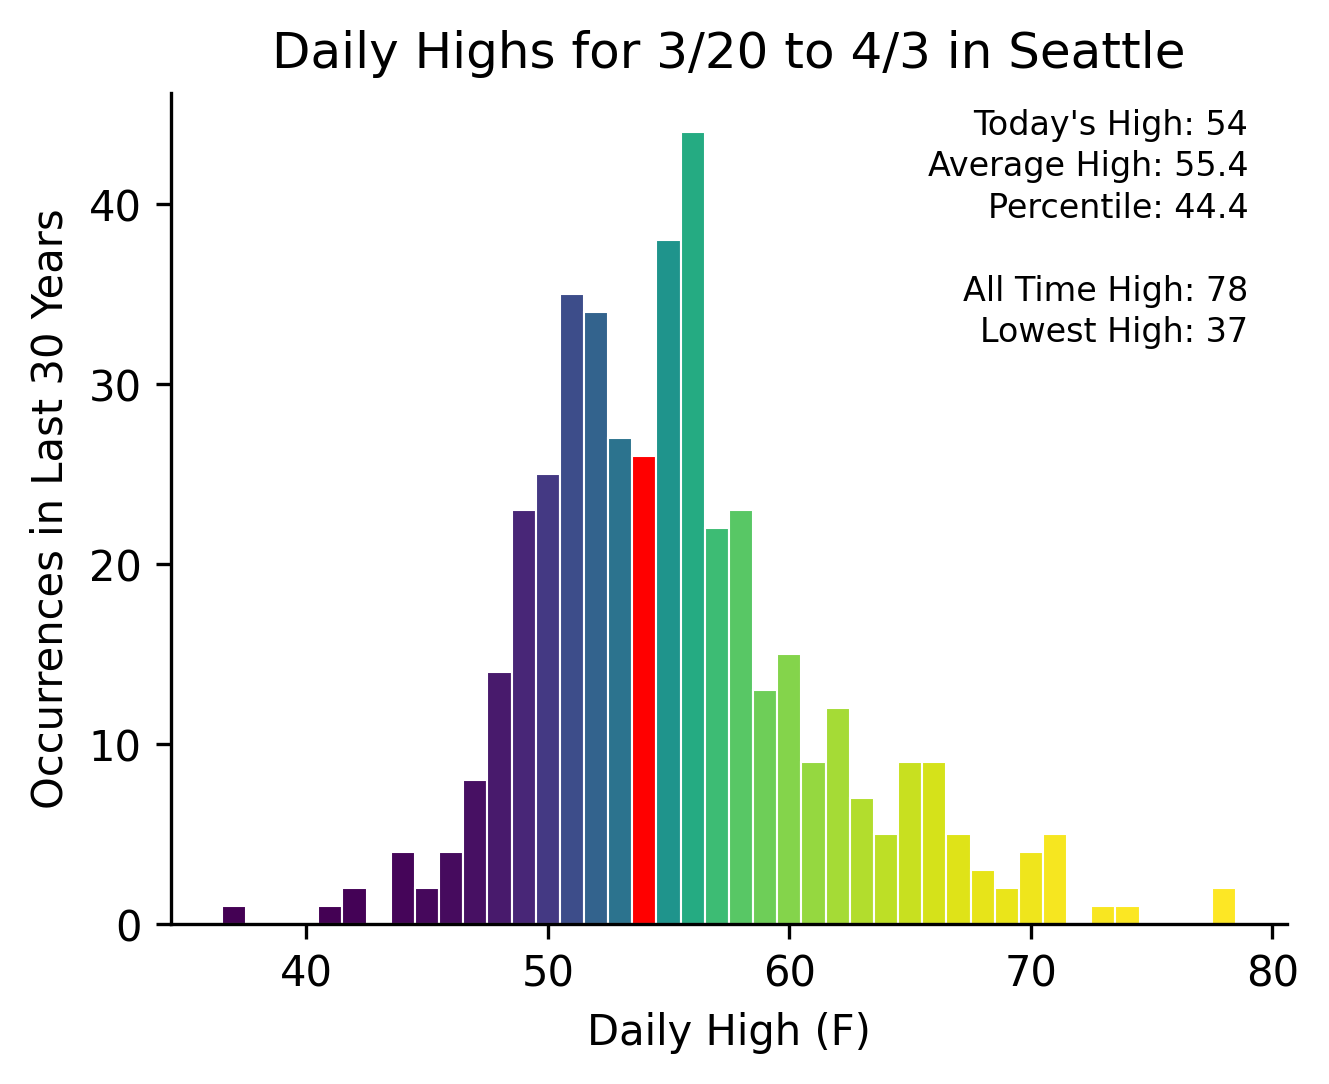 Daily Highs for 3/20 to 4/3 in Seattle
Today's High: 54
Average High: 55.4
Percentile: 44.4
All Time High: 78
Lowest High: 37
Occurrences in Last 30 Years
40
30
20
10
0
40 50 60 70 80
Daily High (F)